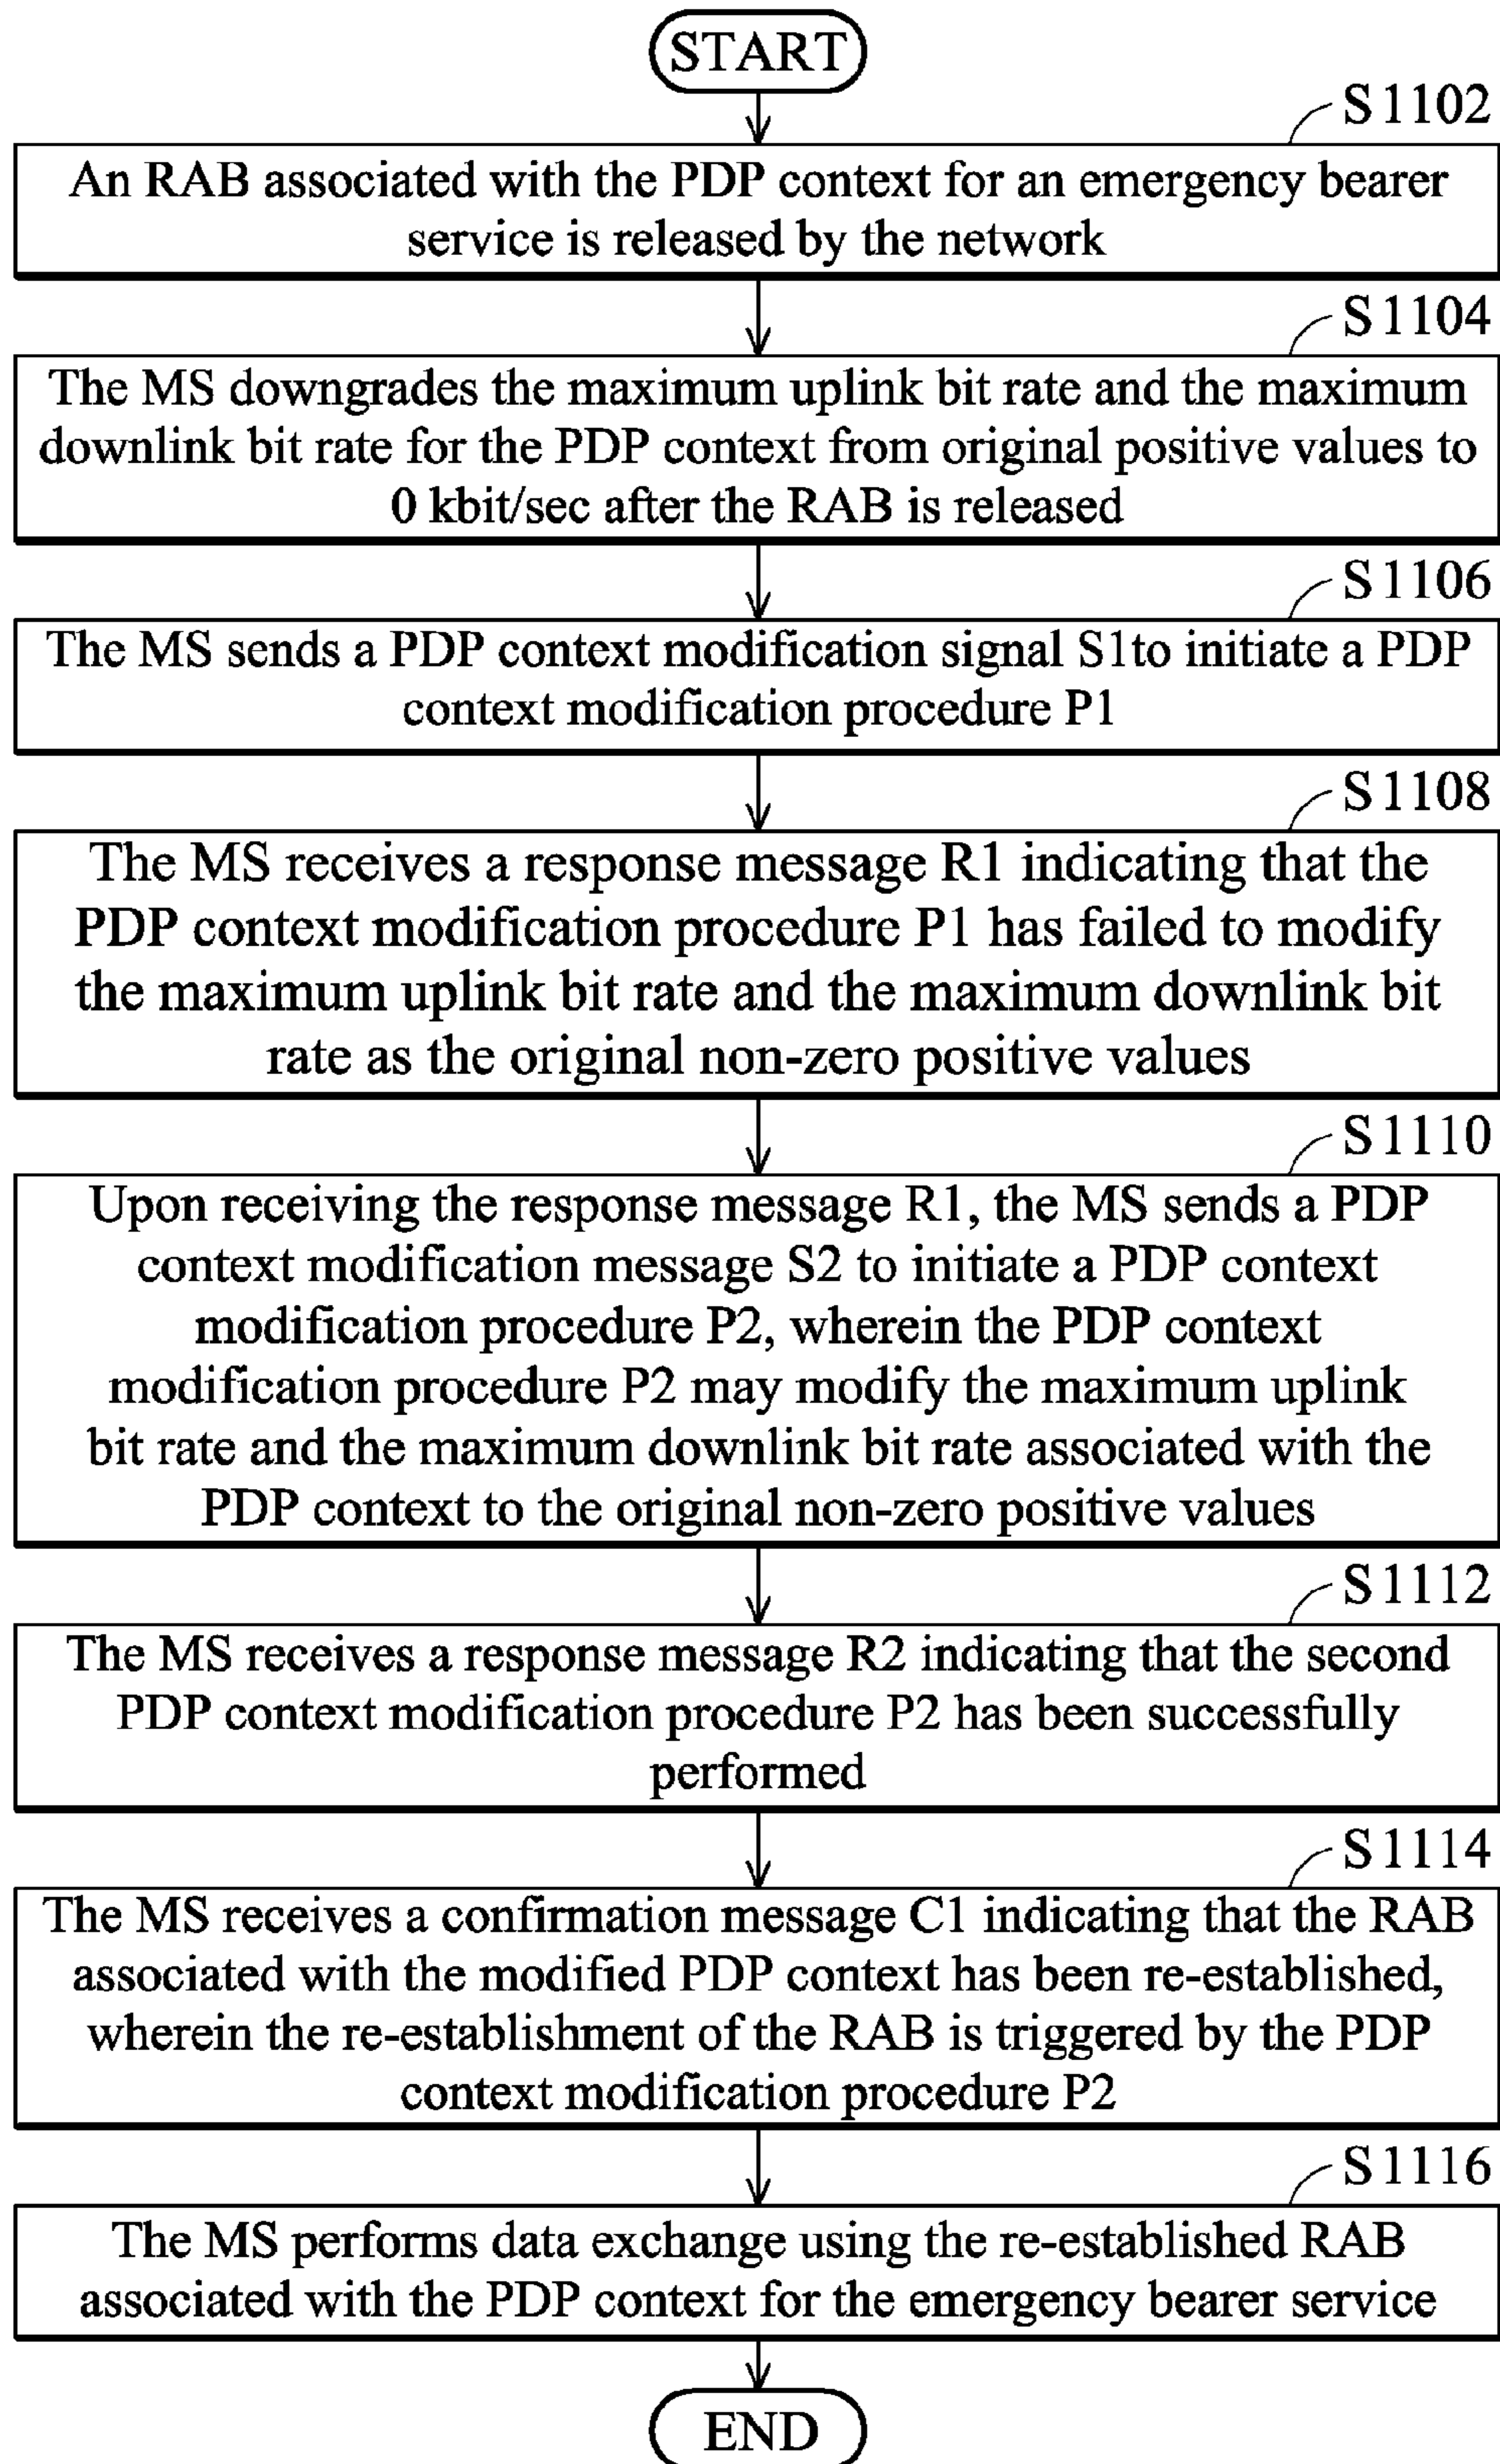 START
S1102
An RAB associated with the PDP context for an emergency bearer
service is released by the network
S1104
The MS downgrades the maximum uplink bit rate and the maximum
downlink bit rate for the PDP context from original positive values to
0 kbit/sec after the RAB is released
S1106
The MS sends a PDP context modification signal S1to initiate a PDP
context modification procedure P1
S1108
The MS receives a response message R1 indicating that the
PDP context modification procedure P1 has failed to modify
the maximum uplink bit rate and the maximum downlink bit
rate as the original non-zero positive values
S1110
Upon receiving the response message R1, the MS sends a PDP
context modification message S2 to initiate a PDP context
modification procedure P2, wherein the PDP context
modification procedure P2 may modify the maximum uplink
bit rate and the maximum downlink bit rate associated with the
PDP context to the original non-zero positive values
S1112
The MS receives a response message R2 indicating that the second
PDP context modification procedure P2 has been successfully
performed
S1114
The MS receives a confirmation message C1 indicating that the RAB
associated with the modified PDP context has been re-established,
wherein the re-establishment of the RAB is triggered by the PDP
context modification procedure P2
S1116
The MS performs data exchange using the re-established RAB
associated with the PDP context for the emergency bearer service
END